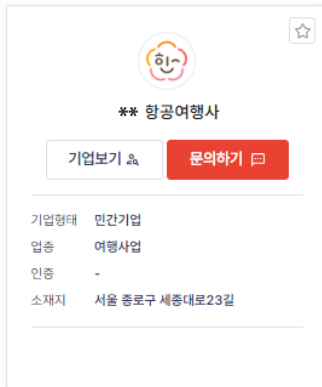 한
** 항공여행사
기업보기
문의하기
기업형태 민간기업
업종 여행사업
인증 -
소재지 서울 종로구 세종대로23길